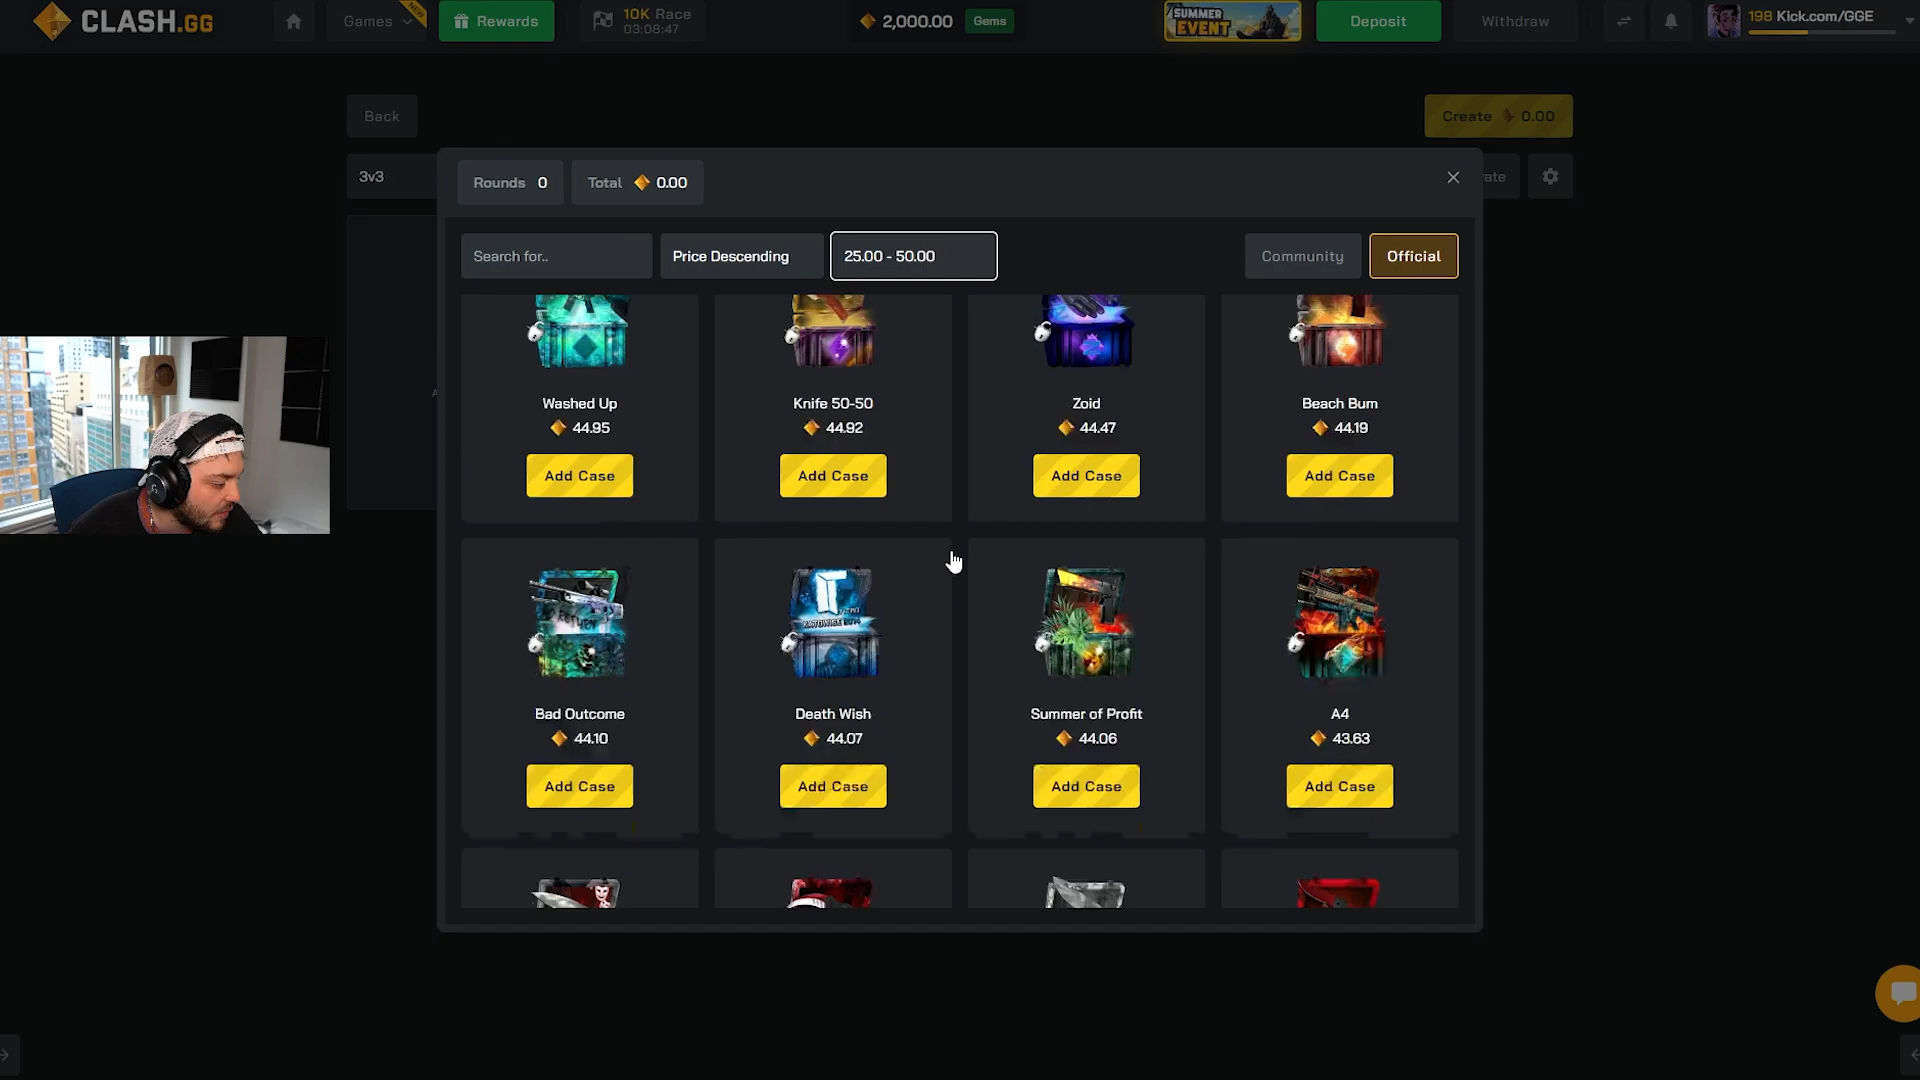 CLASH.GG
Games
NEW
Rewards
10K Race
03:08:47
2,000.00
Gems
SUMMER
EVENT
Deposit
Withdraw
198 Kick.com/GGE
Back
Create 0.00
3v3
Rounds 0
Total 0.00
Search for..
Price Descending
25.00 - 50.00
Community
Official
Washed Up
Knife 50-50
Zoid
Beach Bum
44.95
44.92
44.47
44.19
Add Case
Add Case
Add Case
Add Case
Bad Outcome
Death Wish
Summer of Profit
A4
44.10
44.07
44.06
43.63
Add Case
Add Case
Add Case
Add Case